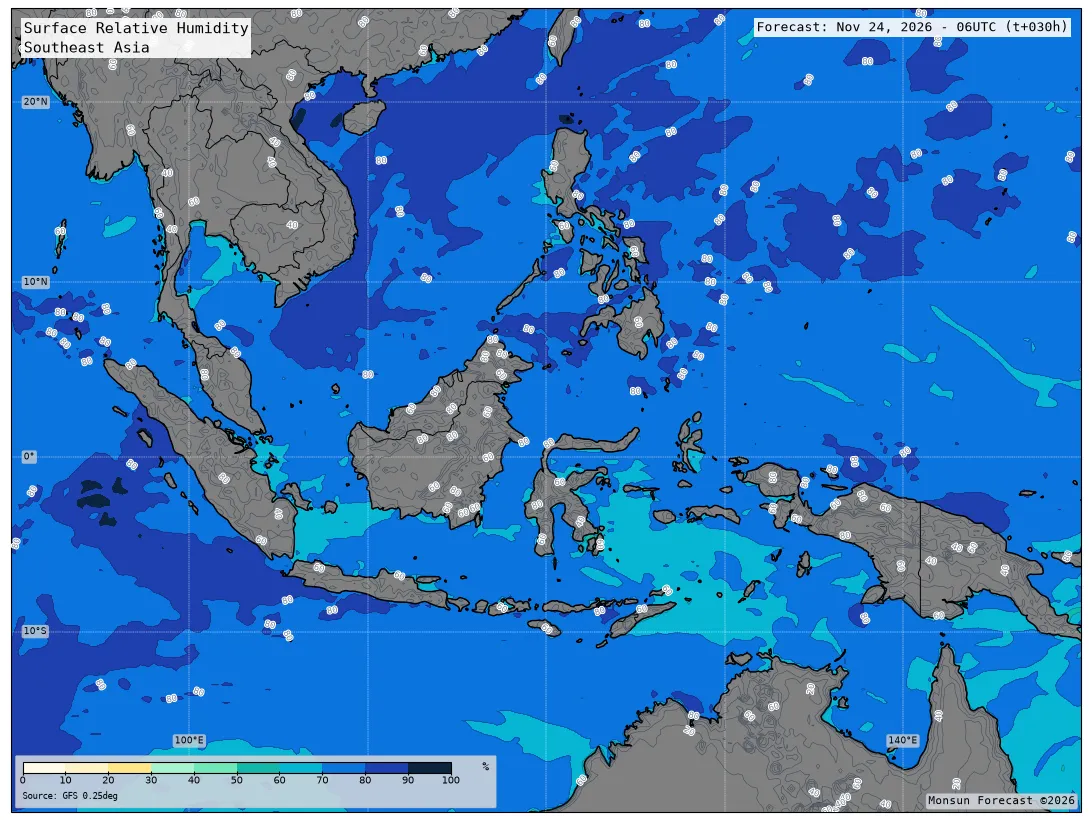 Surface Relative Humidity
Southeast Asia
Forecast: Nov 24, 2026 - 06UTC (t+030h)
20°N
10°N
0°
10°S
100°E
140°E
0 10 20 30 40 50 60 70 80 90 100
%
Source: GFS 0.25deg
Monsun Forecast ©2026